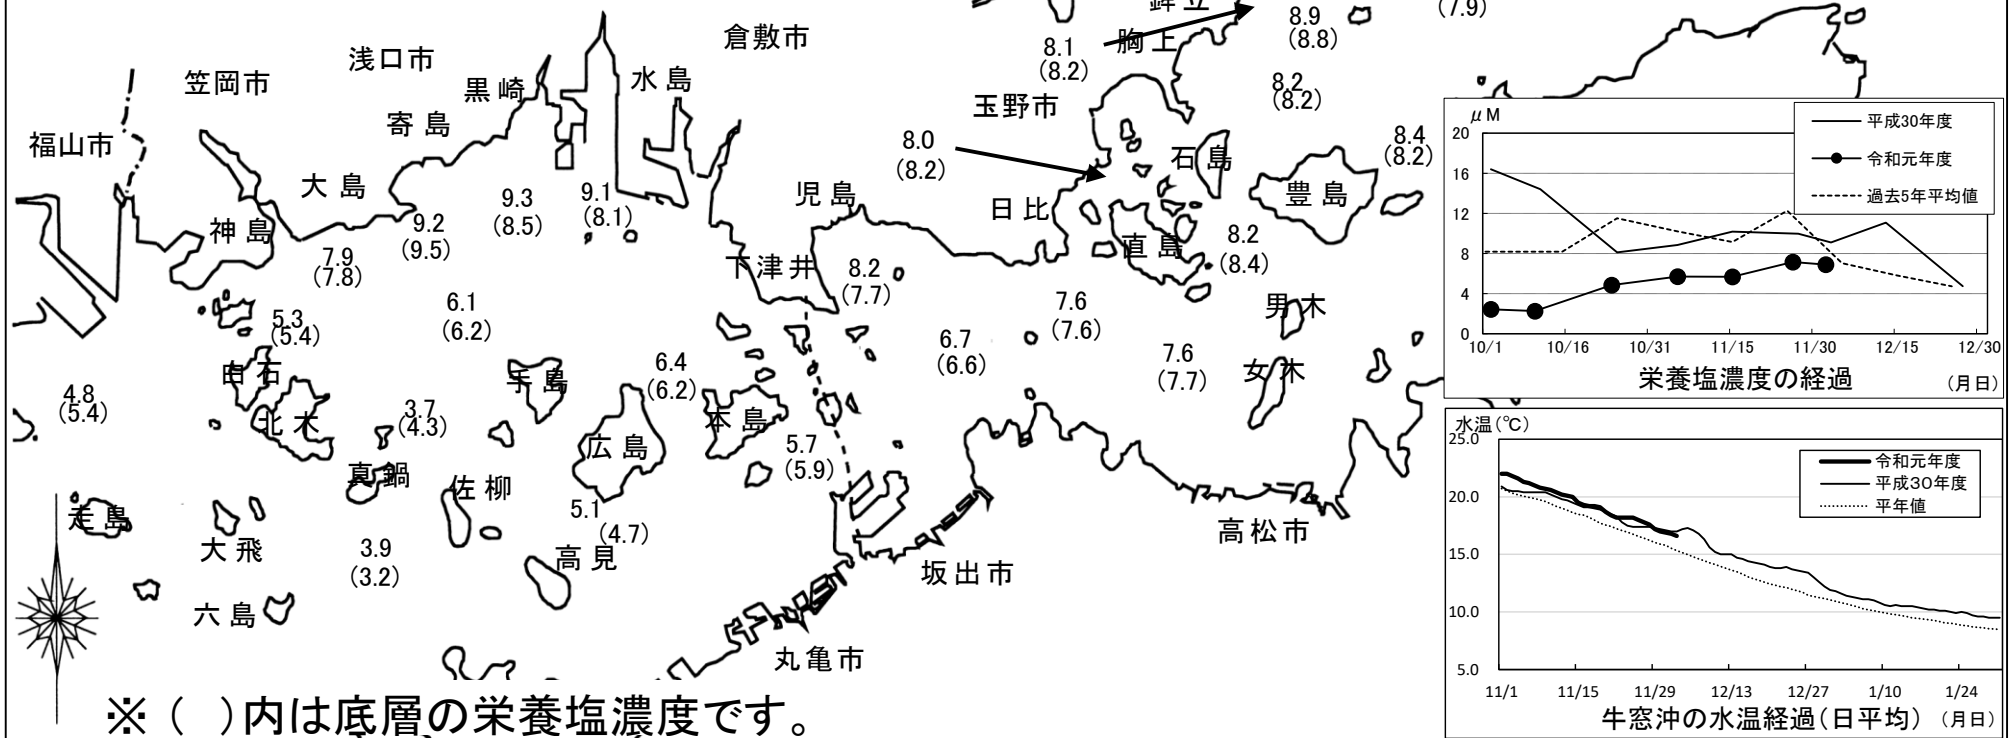 鉾立
8.9
(8.8)
(7.9)
倉敷市
8.1
(8.2)
胸上
浅口市
笠岡市
黒崎
水島
8.2
(8.2)
玉野市
寄島
福山市
8.0
(8.2)
8.4
(8.2)
石島
大島
児島
豊島
9.3
(8.5)
9.1
(8.1)
日比
9.2
(9.5)
神島
8.2
(8.4)
直島
7.9
(7.8)
下津井
8.2
(7.7)
6.1
(6.2)
7.6
(7.6)
男木
5.3
(5.4)
6.7
(6.6)
7.6
(7.7)
女木
白石
手島
6.4
(6.2)
4.8
(5.4)
北木
3.7
(4.3)
本島
広島
5.7
(5.9)
真鍋
佐柳
走島
5.1
(4.7)
高松市
大飛
3.9
(3.2)
高見
坂出市
六島
丸亀市
※( )内は底層の栄養塩濃度です。
μM
20
16
12
8
4
0
平成30年度
令和元年度
過去5年平均値
10/1 10/16 10/31 11/15 11/30 12/15 12/30
栄養塩濃度の経過 (月日)
水温(℃)
25.0
20.0
15.0
10.0
5.0
令和元年度
平成30年度
平年値
11/1 11/15 11/29 12/13 12/27 1/10 1/24
牛窓沖の水温経過(日平均) (月日)